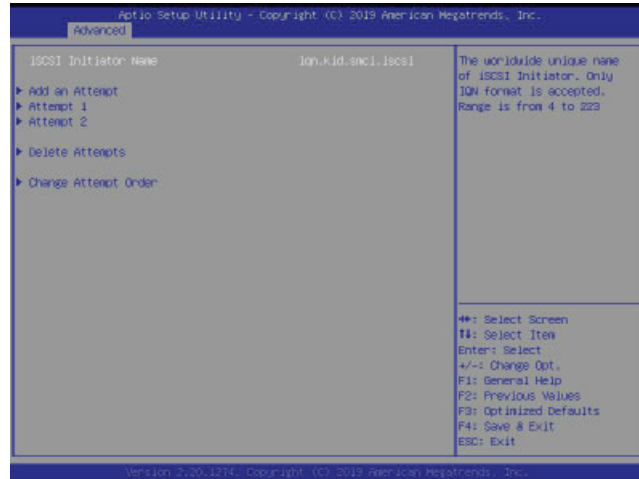 Aptio Setup Utility - Copyright (C) 2019 American Megatrends, Inc.
Advanced
iSCSI Initiator Name iqn.kid.smci.iscsi
Add an Attempt
Attempt 1
Attempt 2
Delete Attempts
Change Attempt Order
The worldwide unique name
of iSCSI Initiator. Only
IQN format is accepted.
Range is from 4 to 223
: Select Screen
↑↓: Select Item
Enter: Select
+/-: Change Opt.
F1: General Help
F2: Previous Values
F3: Optimized Defaults
F4: Save & Exit
ESC: Exit
Version 2.20.1274. Copyright (C) 2019 American Megatrends, Inc.